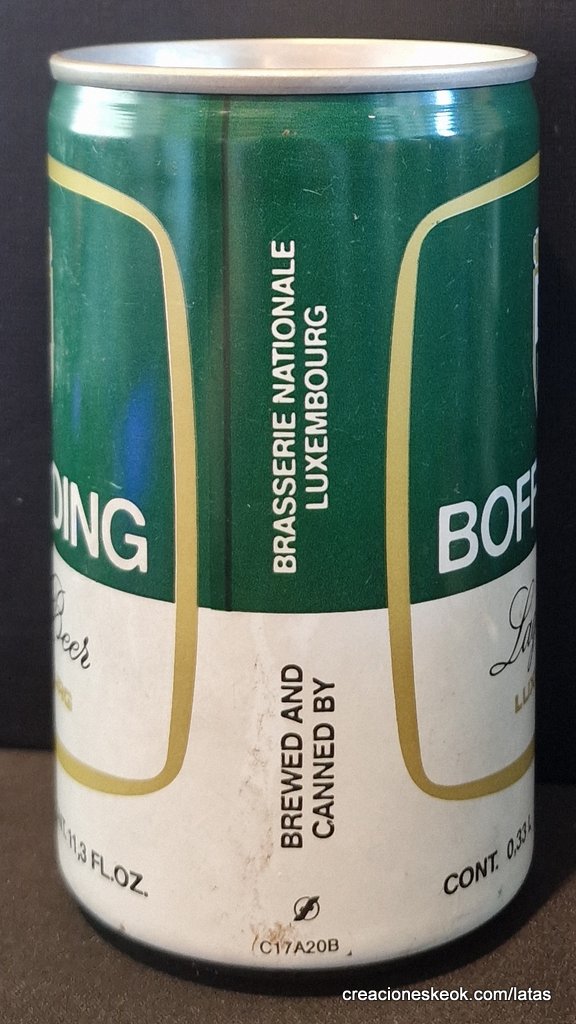 BREWED AND
CANNED BY
BRASSERIE NATIONALE
LUXEMBOURG
DING
Beer
11,3 FL.OZ.
BOFF
CONT. 0,33 L
C17A20B
creacioneskeok.com/latas